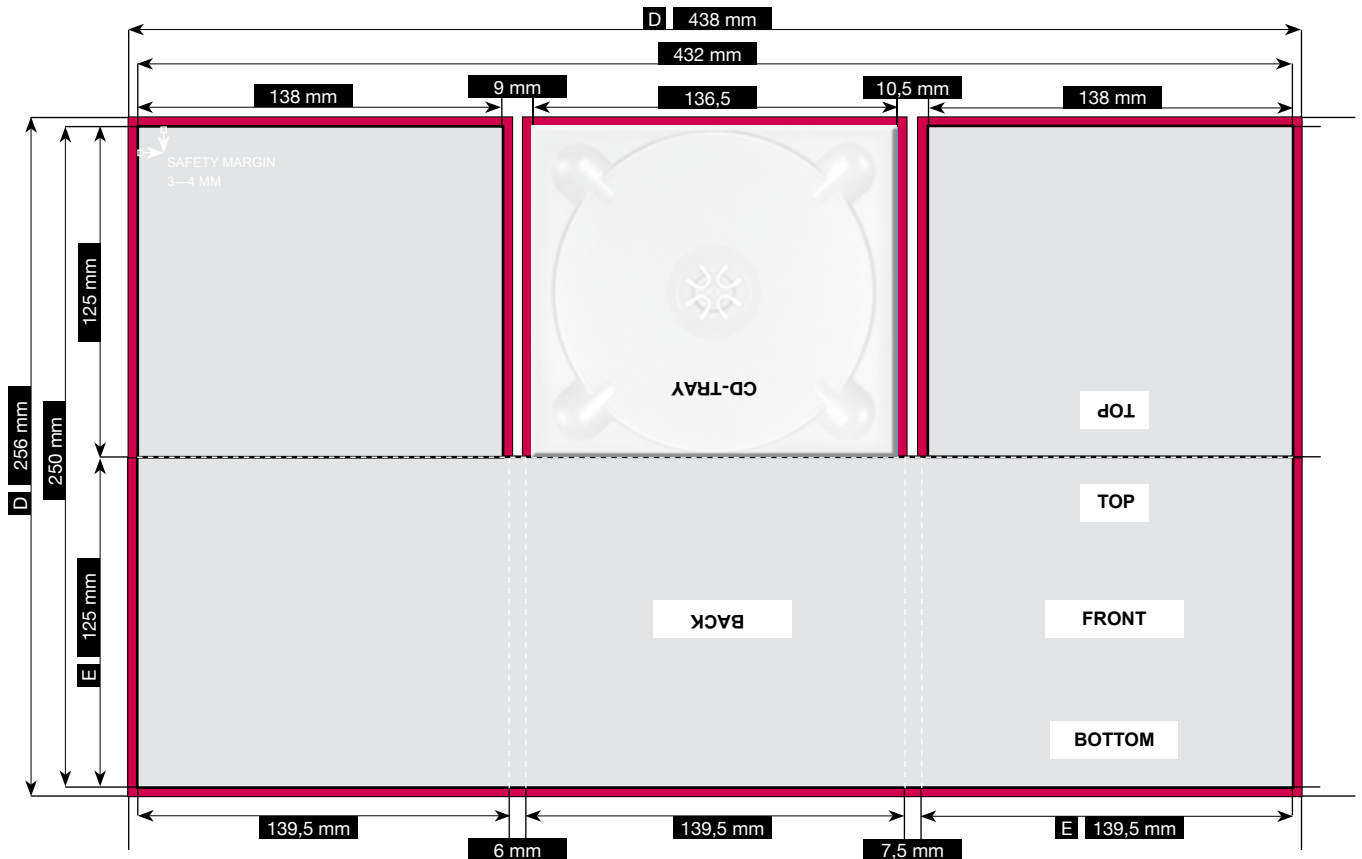 D 438 mm
432 mm
9 mm
10,5 mm
138 mm
136,5
138 mm
SAFETY MARGIN
3—4 MM
125 mm
CD-TRAY
TOP
D 256 mm
250 mm
TOP
E 125 mm
BACK
FRONT
BOTTOM
139,5 mm
139,5 mm
E 139,5 mm
6 mm
7,5 mm